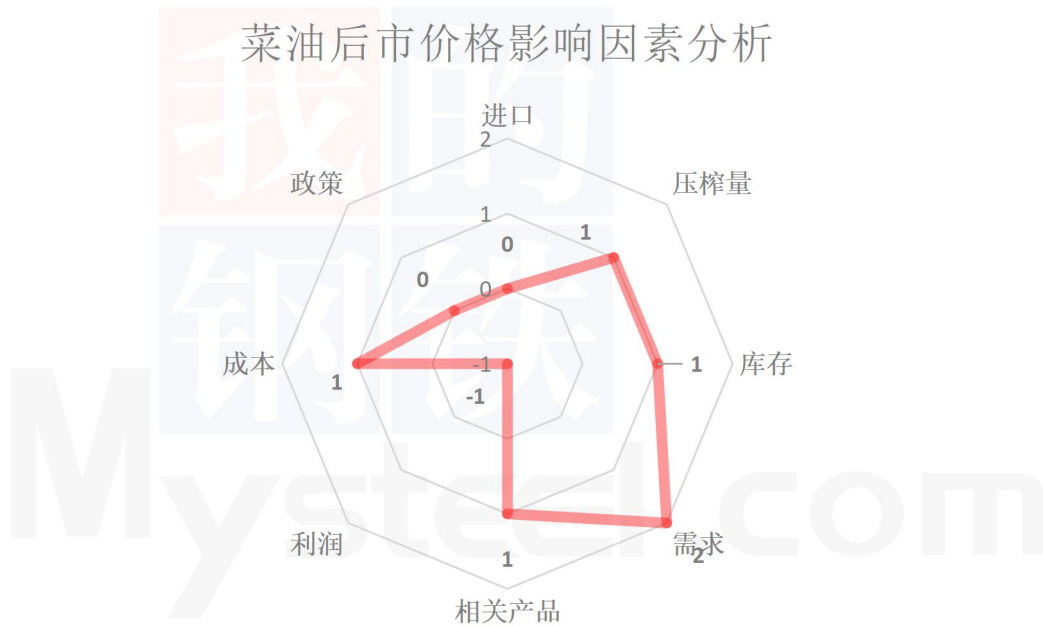 菜油后市价格影响因素分析
进口
2
政策
压榨量
1
1
0
0
0
成本
-1
1
库存
1
-1
利润
需求
2
1
相关产品
我的
钢铁
Mysteel.com